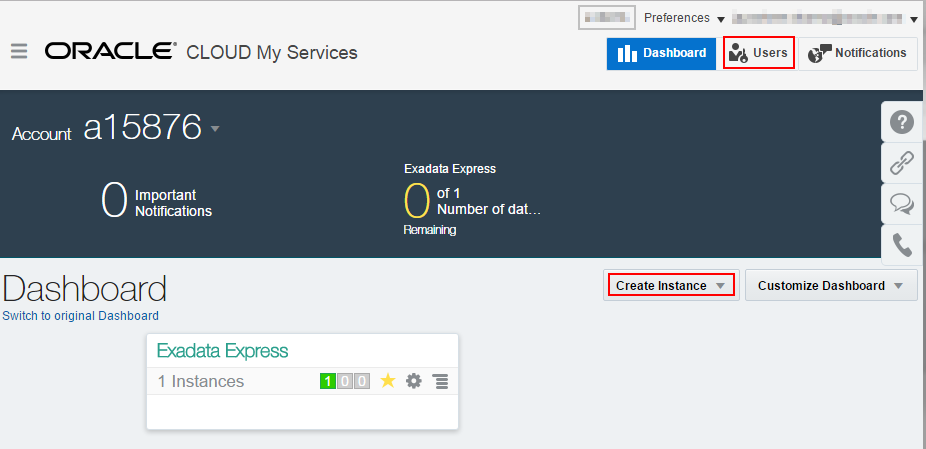 Preferences
ORACLE CLOUD My Services
Dashboard
Users
Notifications
Account a15876
0 Important
Notifications
Exadata Express
0 of 1
Number of dat...
Remaining
Dashboard
Switch to original Dashboard
Create Instance
Customize Dashboard
Exadata Express
1 Instances
1 0 0